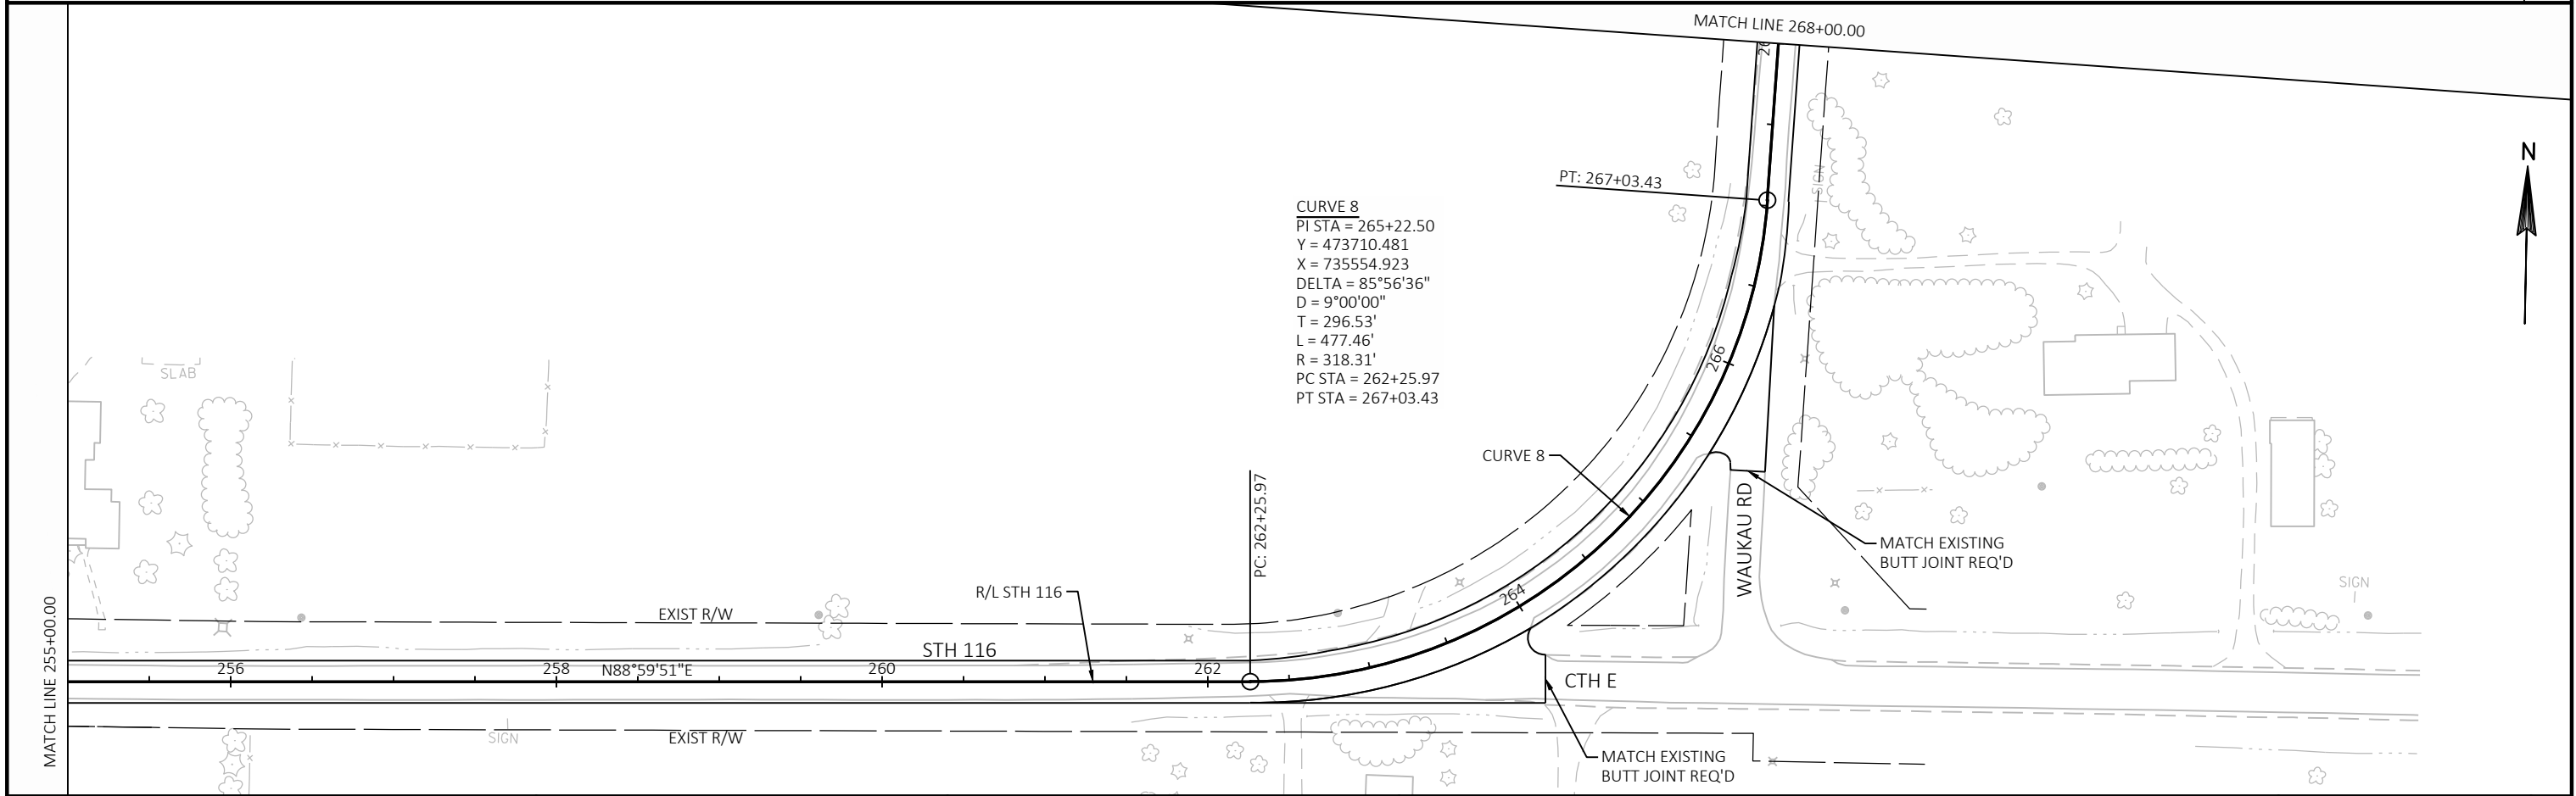 MATCH LINE 268+00.00
N
SIGN
PT: 267+03.43
CURVE 8
PI STA = 265+22.50
Y = 473710.481
X = 735554.923
DELTA = 85°56'36"
D = 9°00'00"
T = 296.53'
L = 477.46'
R = 318.31'
PC STA = 262+25.97
PT STA = 267+03.43
SLAB
266
CURVE 8
PC: 262+25.97
WAUKAU RD
MATCH EXISTING
BUTT JOINT REQ'D
SIGN
R/L STH 116
264
EXIST R/W
STH 116
MATCH LINE 255+00.00
256
258
N88°59'51"E
260
262
CTH E
SIGN
EXIST R/W
MATCH EXISTING
BUTT JOINT REQ'D